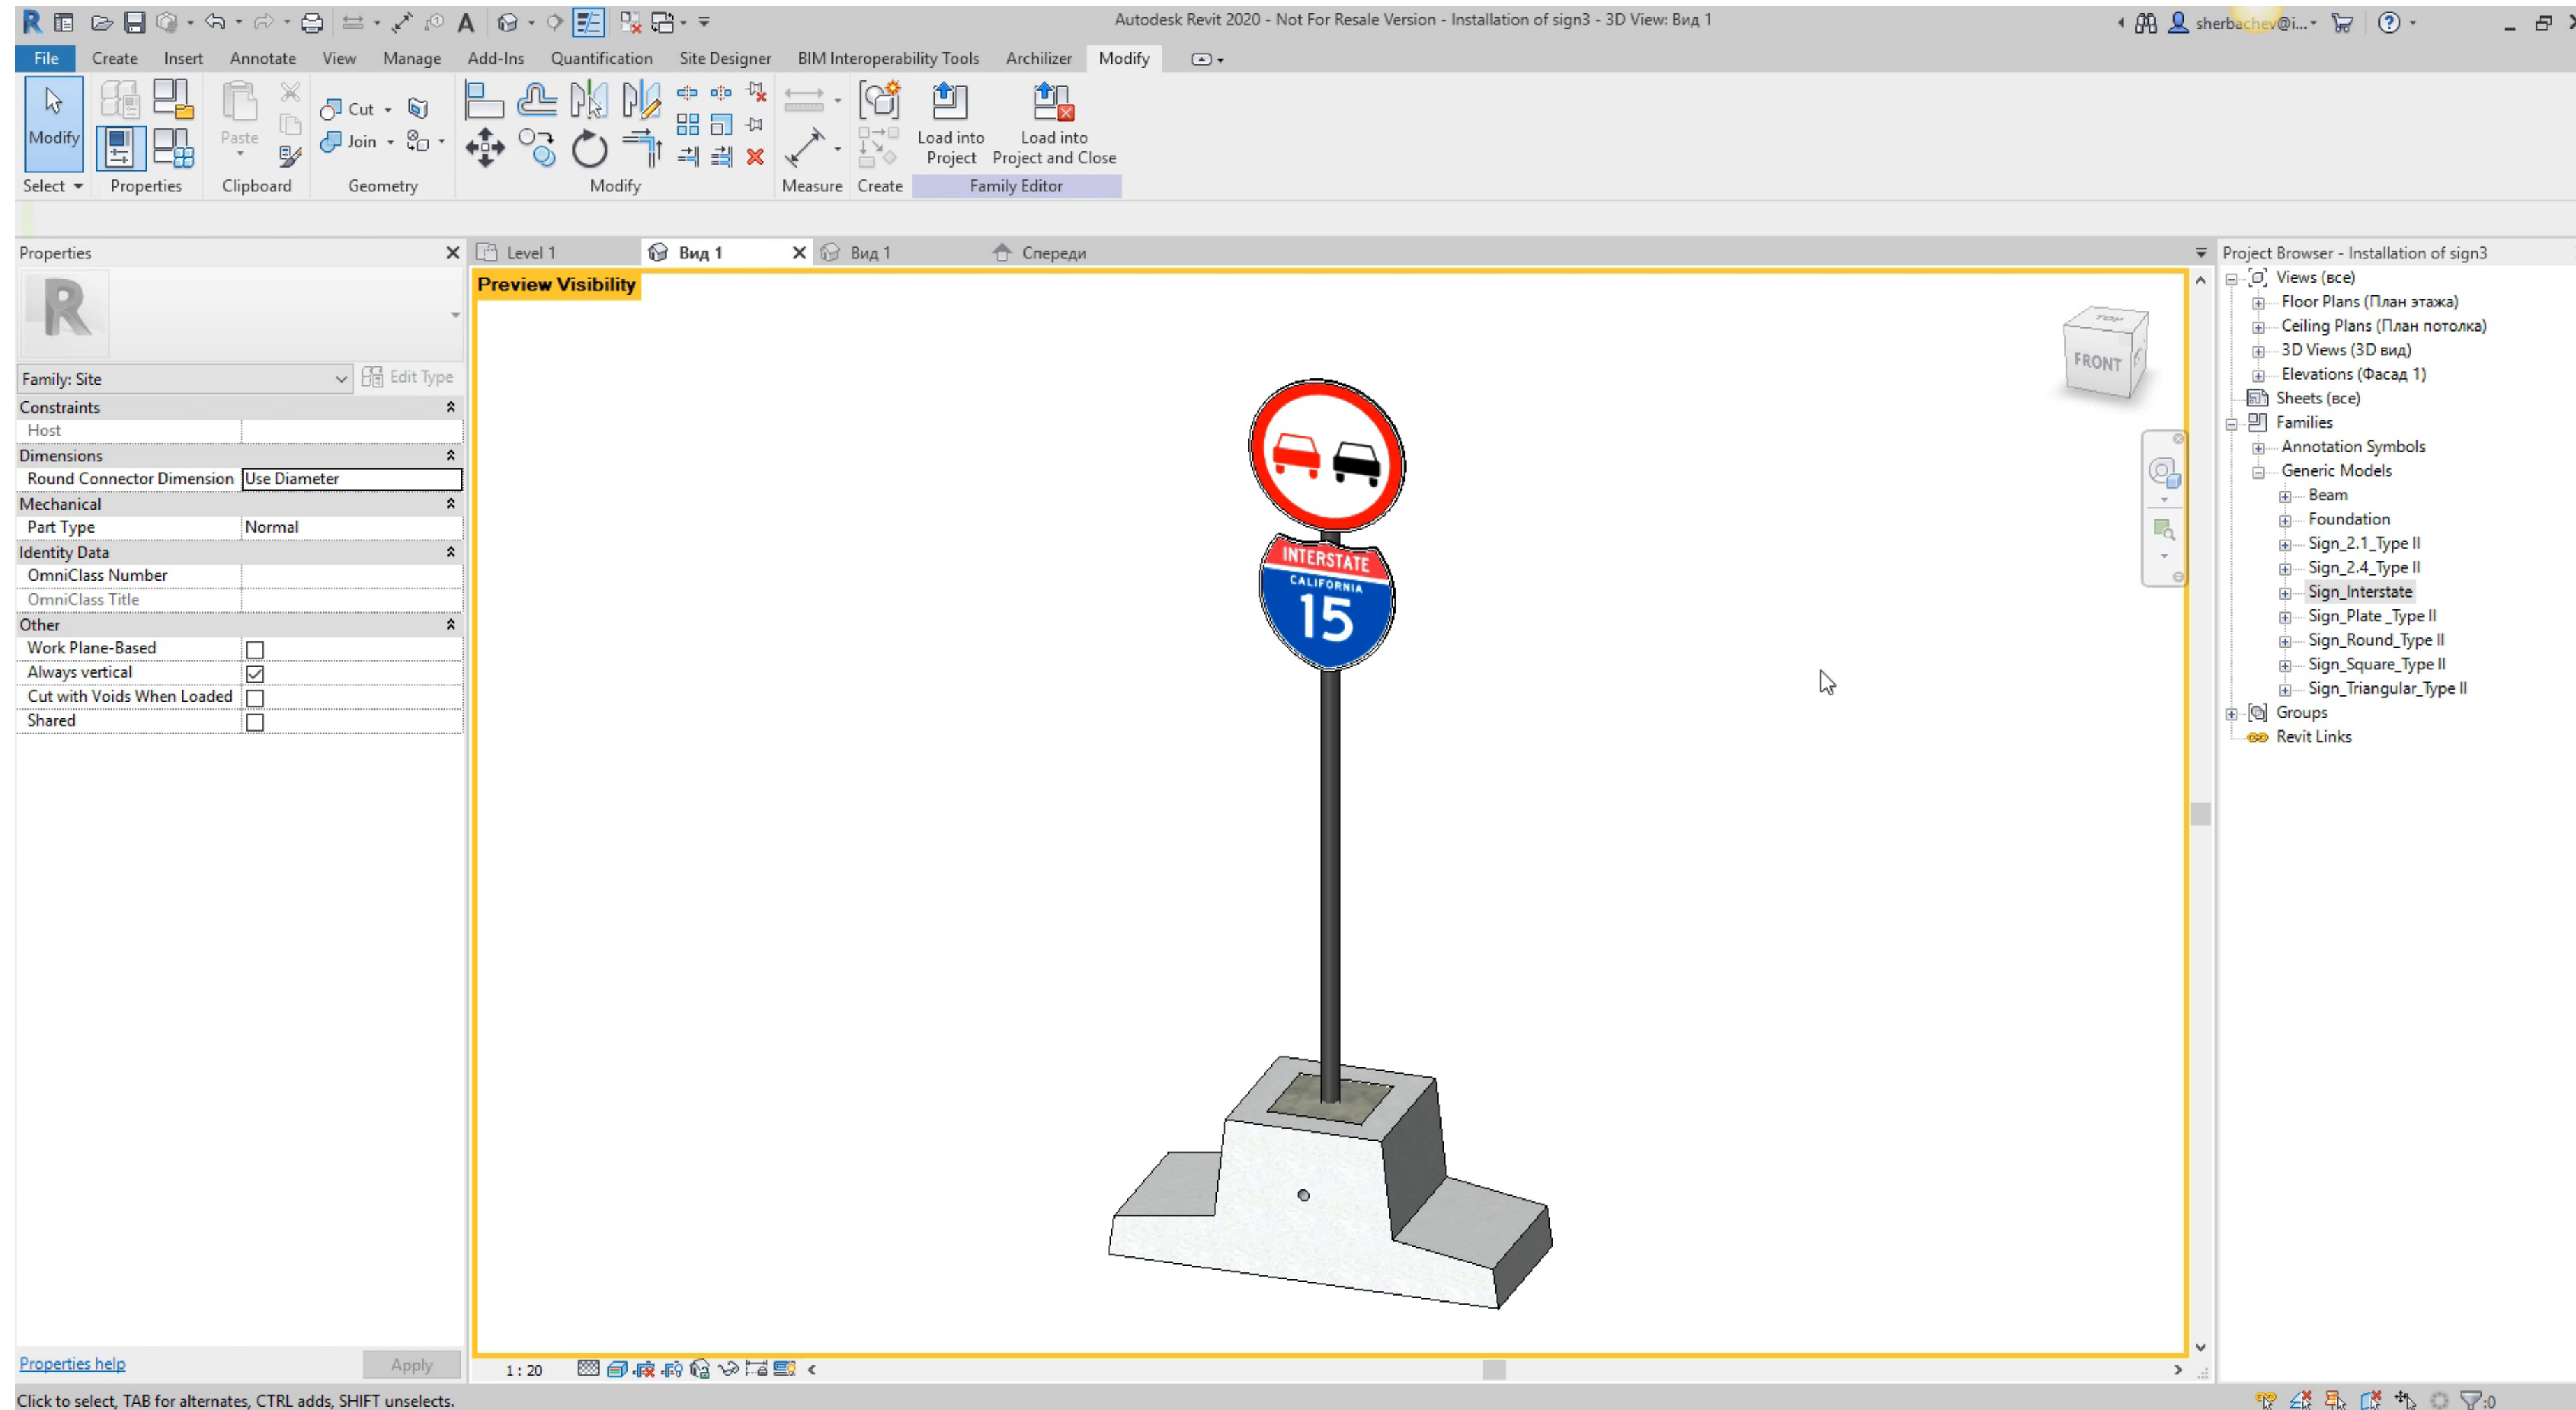 Autodesk Revit 2020 - Not For Resale Version - Installation of sign3 - 3D View: Вид 1
sherbachev@i...
File Create Insert Annotate View Manage Add-Ins Quantification Site Designer BIM Interoperability Tools Archilizer Modify
Modify
Paste
Cut
Join
Load into Project
Load into Project and Close
Select Properties Clipboard Geometry Modify Measure Create Family Editor
Properties
Level 1
Вид 1
Вид 1
Спереди
Project Browser - Installation of sign3
Preview Visibility
Family: Site
Edit Type
Constraints
Host
Dimensions
Round Connector Dimension Use Diameter
Mechanical
Part Type Normal
Identity Data
OmniClass Number
OmniClass Title
Other
Work Plane-Based
Always vertical
Cut with Voids When Loaded
Shared
Properties help
Apply
TOP
FRONT
INTERSTATE
CALIFORNIA
15
Views (все)
Floor Plans (План этажа)
Ceiling Plans (План потолка)
3D Views (3D вид)
Elevations (Фасад 1)
Sheets (все)
Families
Annotation Symbols
Generic Models
Beam
Foundation
Sign_2.1_Type II
Sign_2.4_Type II
Sign_Interstate
Sign_Plate _Type II
Sign_Round_Type II
Sign_Square_Type II
Sign_Triangular_Type II
Groups
Revit Links
1 : 20
Click to select, TAB for alternates, CTRL adds, SHIFT unselects.
:0